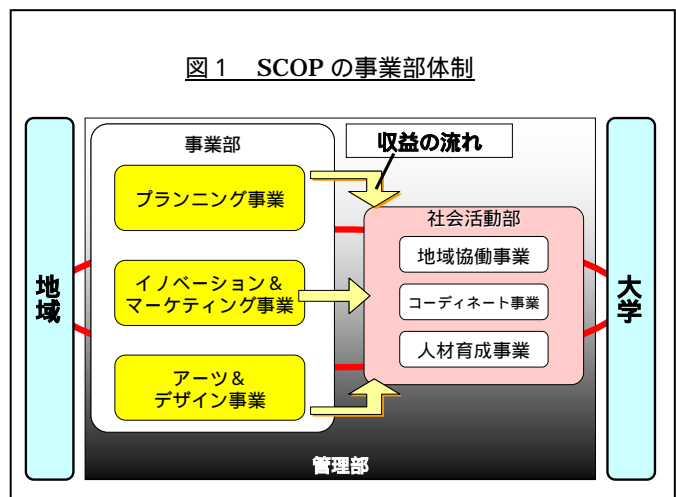 図1 SCOP の事業部体制
事業部
収益の流れ
プランニング事業
社会活動部
地域協働事業
地域
イノベーション&
マーケティング事業
コーディネート事業
大学
人材育成事業
アーツ&
デザイン事業
管理部